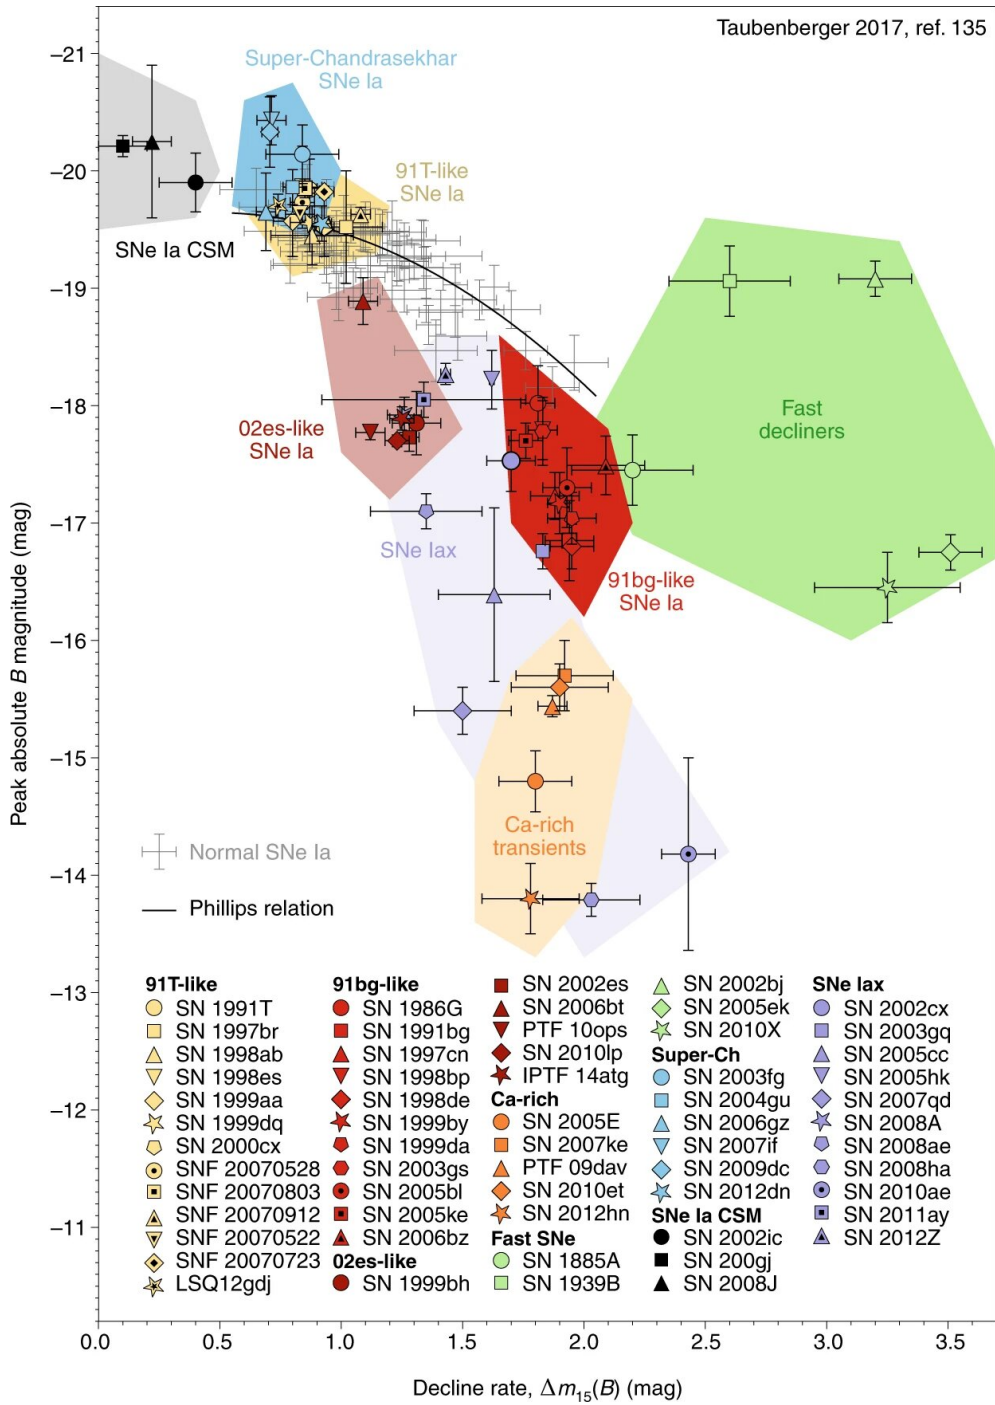 Taubenberger 2017, ref. 135
Super-Chandrasekhar
SNe Ia
91T-like
SNe Ia
SNe Ia CSM
02es-like
SNe Ia
SNe Iax
91bg-like
SNe Ia
Fast
decliners
Ca-rich
transients
Normal SNe Ia
Phillips relation
Peak absolute B magnitude (mag)
–21
–20
–19
–18
–17
–16
–15
–14
–13
–12
–11
91T-like
SN 1991T
SN 1997br
SN 1998ab
SN 1998es
SN 1999aa
SN 1999dq
SN 2000cx
SNF 20070528
SNF 20070803
SNF 20070912
SNF 20070522
SNF 20070723
LSQ12gdj
91bg-like
SN 1986G
SN 1991bg
SN 1997cn
SN 1998bp
SN 1998de
SN 1999by
SN 1999da
SN 2003gs
SN 2005bl
SN 2005ke
SN 2006bz
02es-like
SN 1999bh
SN 2002es
SN 2006bt
PTF 10ops
SN 2010lp
IPTF 14atg
Ca-rich
SN 2005E
SN 2007ke
PTF 09dav
SN 2010et
SN 2012hn
Fast SNe
SN 1885A
SN 1939B
SN 2002bj
SN 2005ek
SN 2010X
Super-Ch
SN 2003fg
SN 2004gu
SN 2006gz
SN 2007if
SN 2009dc
SN 2012dn
SNe Ia CSM
SN 2002ic
SN 200gj
SN 2008J
SNe Iax
SN 2002cx
SN 2003gq
SN 2005cc
SN 2005hk
SN 2007qd
SN 2008A
SN 2008ae
SN 2008ha
SN 2010ae
SN 2011ay
SN 2012Z
0.0 0.5 1.0 1.5 2.0 2.5 3.0 3.5
Decline rate, Δm₁₅(B) (mag)